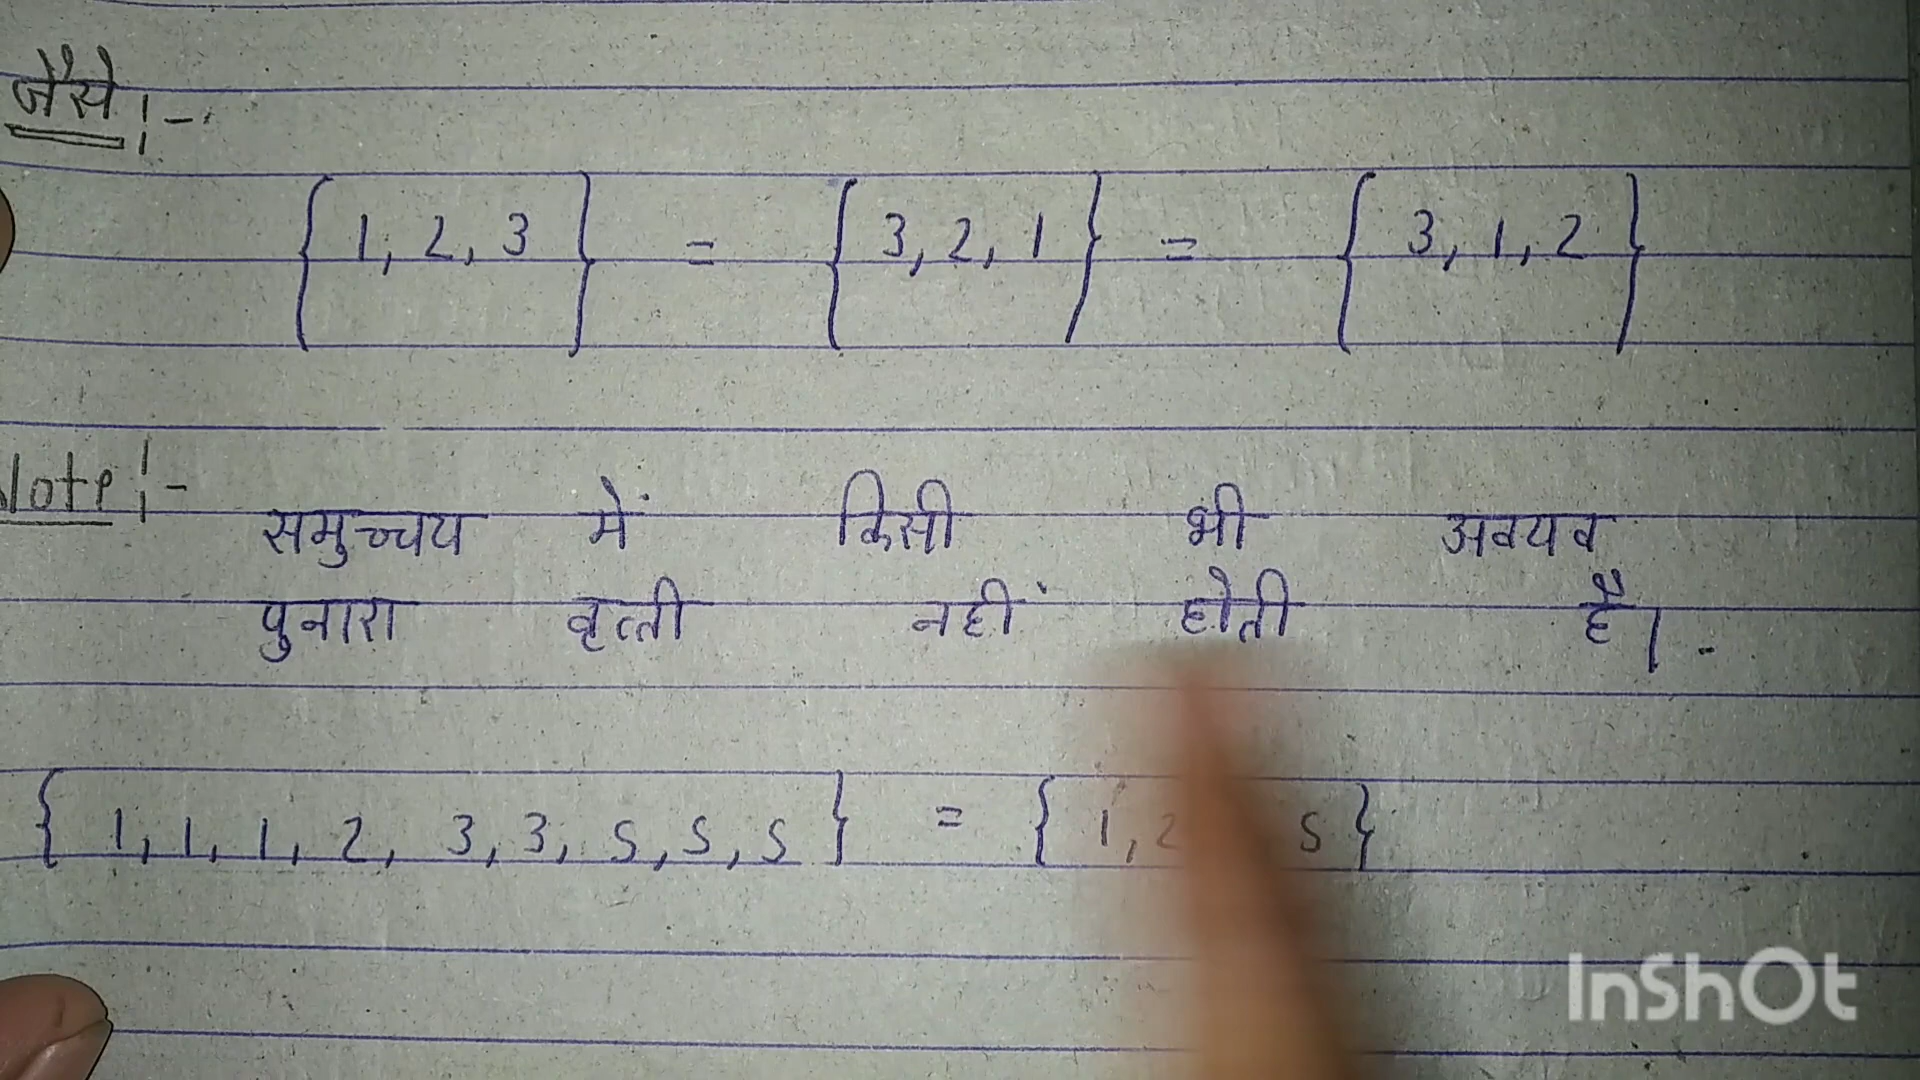 जैसे :-
{ 1, 2, 3 } = { 3, 2, 1 } = { 3, 1, 2 }
Note :-
समुच्चय में किसी भी अवयव
पुनारा वृत्ती नहीं होती है। -
{ 1, 1, 1, 2, 3, 3, 5, 5, 5 } = { 1, 2 5 }
InShOt